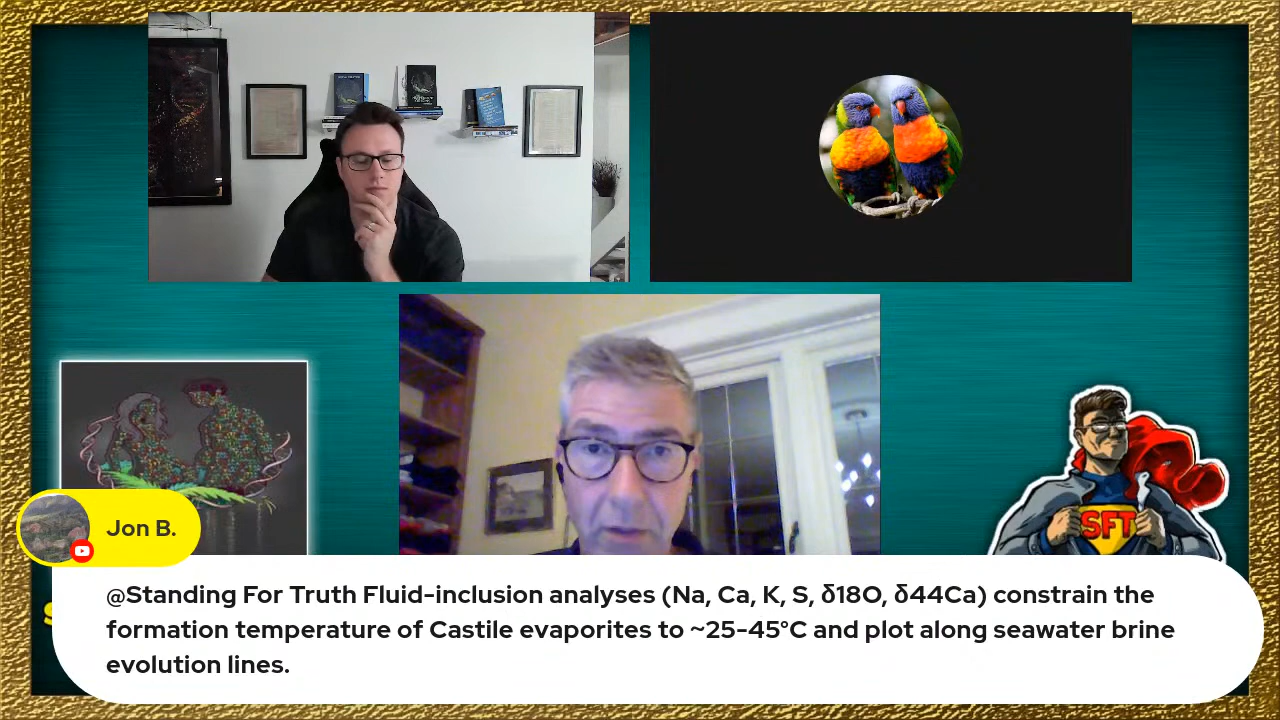 SFT
Jon B.
@Standing For Truth Fluid-inclusion analyses (Na, Ca, K, S, δ18O, δ44Ca) constrain the
formation temperature of Castile evaporites to ~25-45°C and plot along seawater brine
evolution lines.